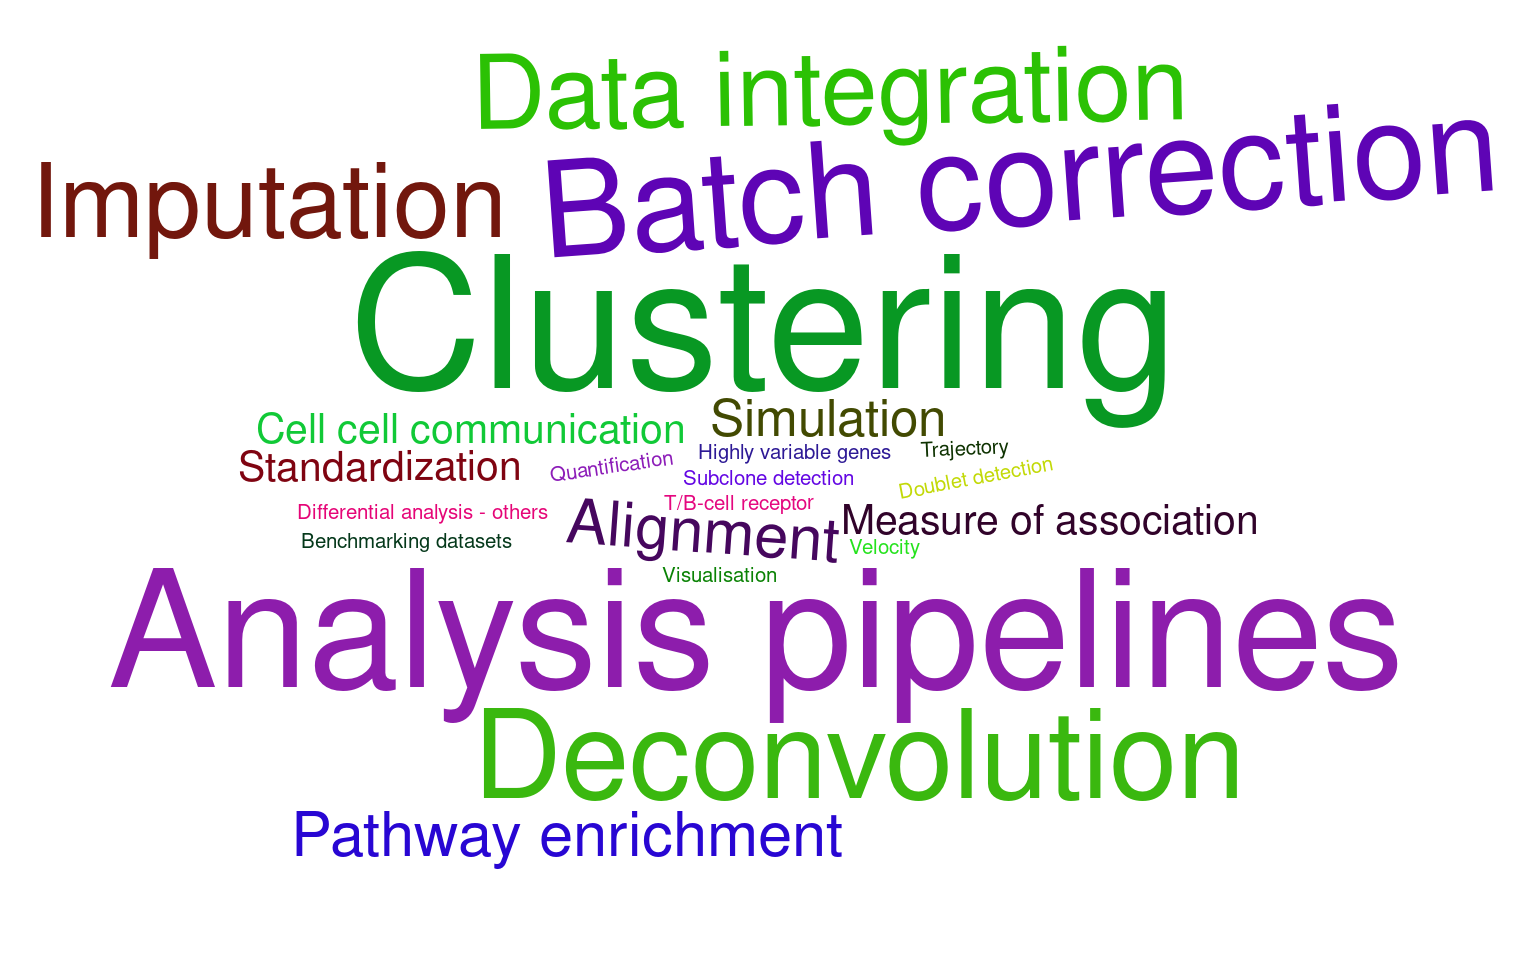 Data integration
Batch correction
Imputation
Clustering
Cell cell communication
Simulation
Standardization
Quantification
Highly variable genes
Trajectory
Subclone detection
Doublet detection
Differential analysis - others
T/B-cell receptor
Alignment
Measure of association
Benchmarking datasets
Velocity
Visualisation
Analysis pipelines
Deconvolution
Pathway enrichment